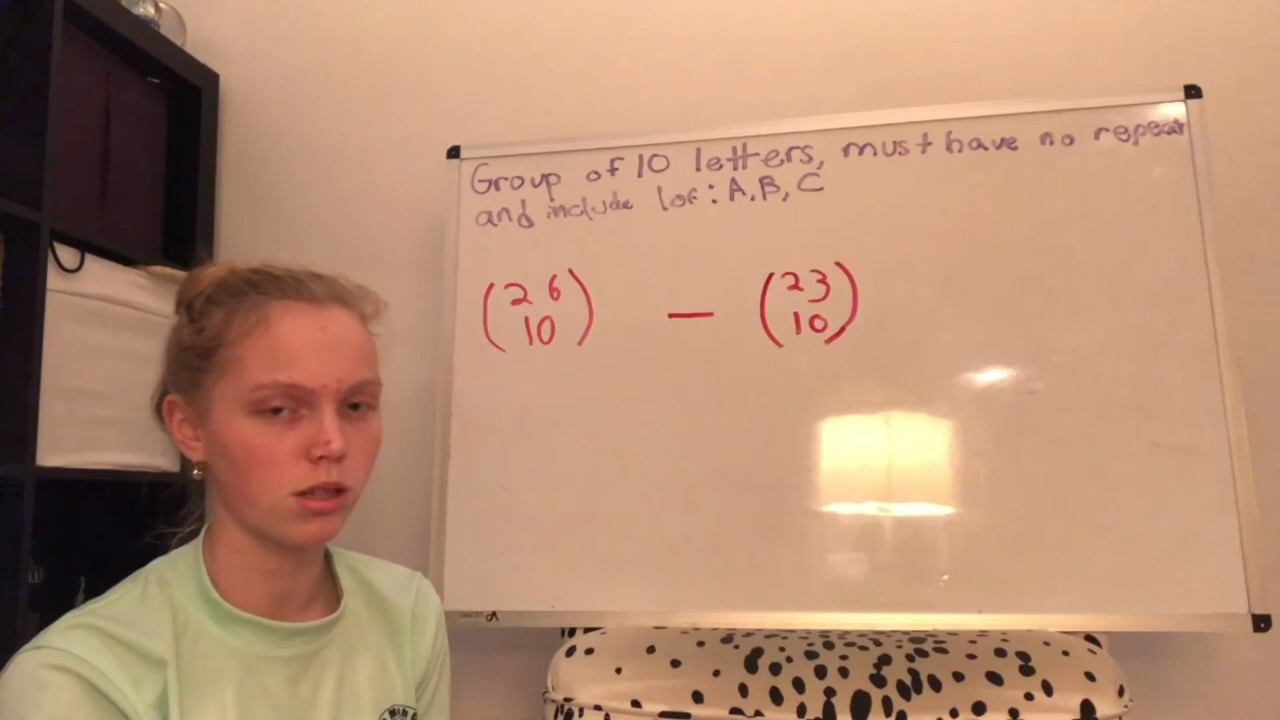 Group of 10 letters, must have no repeat
and include 1 of: A, B, C
(26 10) — (23 10)